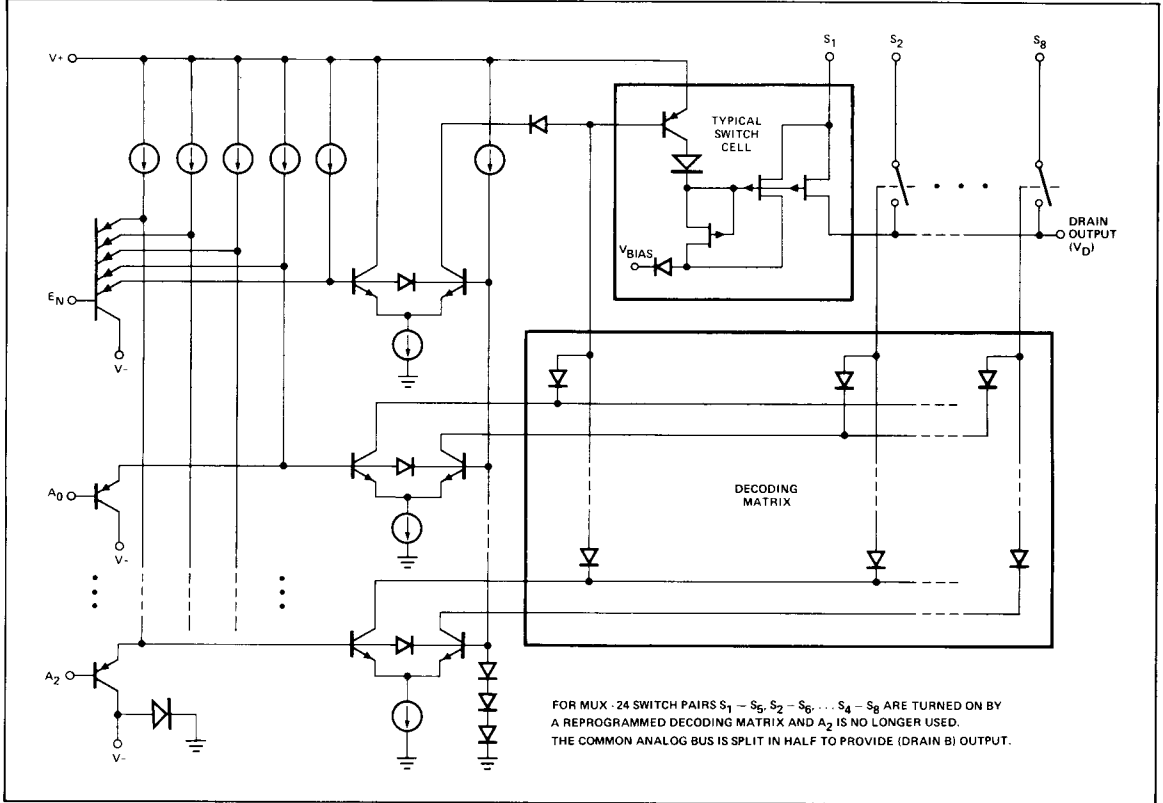 V+
S1
S2
S8
TYPICAL
SWITCH
CELL
DRAIN
OUTPUT
(VD)
VBIAS
EN
V-
DECODING
MATRIX
A0
V-
A2
V-
FOR MUX-24 SWITCH PAIRS S1 – S5, S2 – S6, ... S4 – S8 ARE TURNED ON BY
A REPROGRAMMED DECODING MATRIX AND A2 IS NO LONGER USED.
THE COMMON ANALOG BUS IS SPLIT IN HALF TO PROVIDE (DRAIN B) OUTPUT.